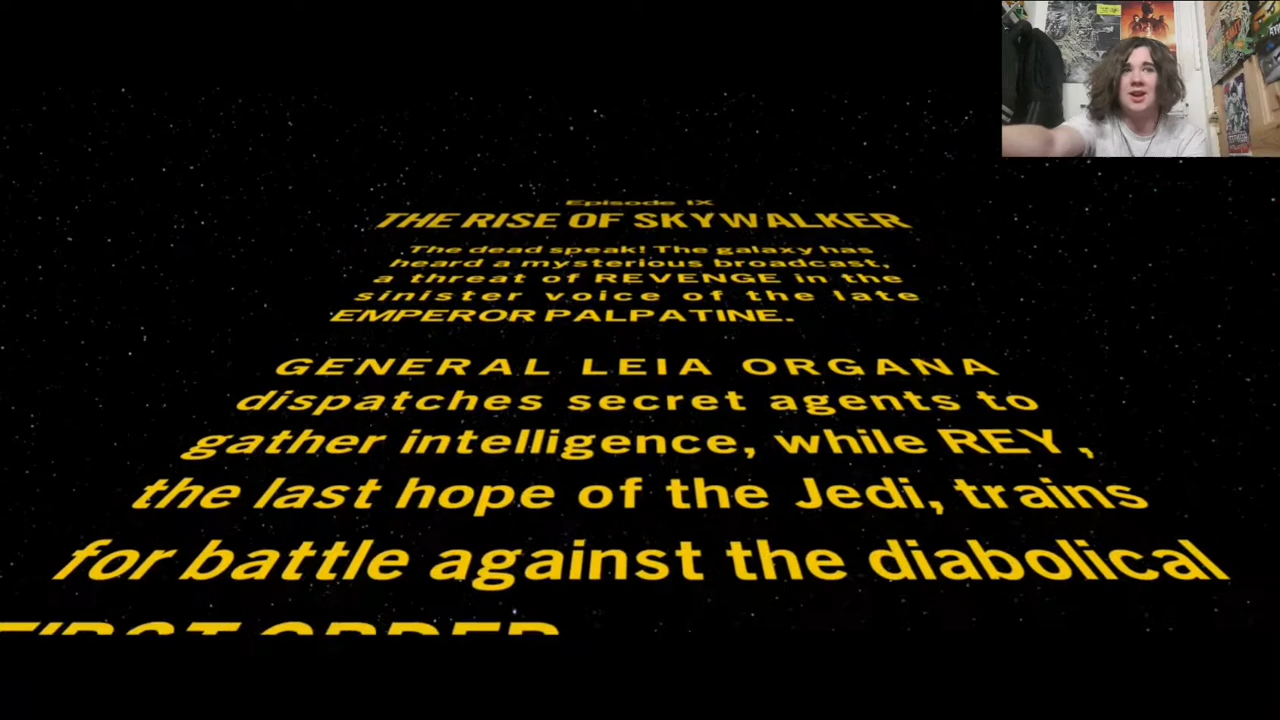 Episode IX
THE RISE OF SKYWALKER
The dead speak! The galaxy has
heard a mysterious broadcast,
a threat of REVENGE in the
sinister voice of the late
EMPEROR PALPATINE.
GENERAL LEIA ORGANA
dispatches secret agents to
gather intelligence, while REY,
the last hope of the Jedi, trains
for battle against the diabolical
FIRST ORDER